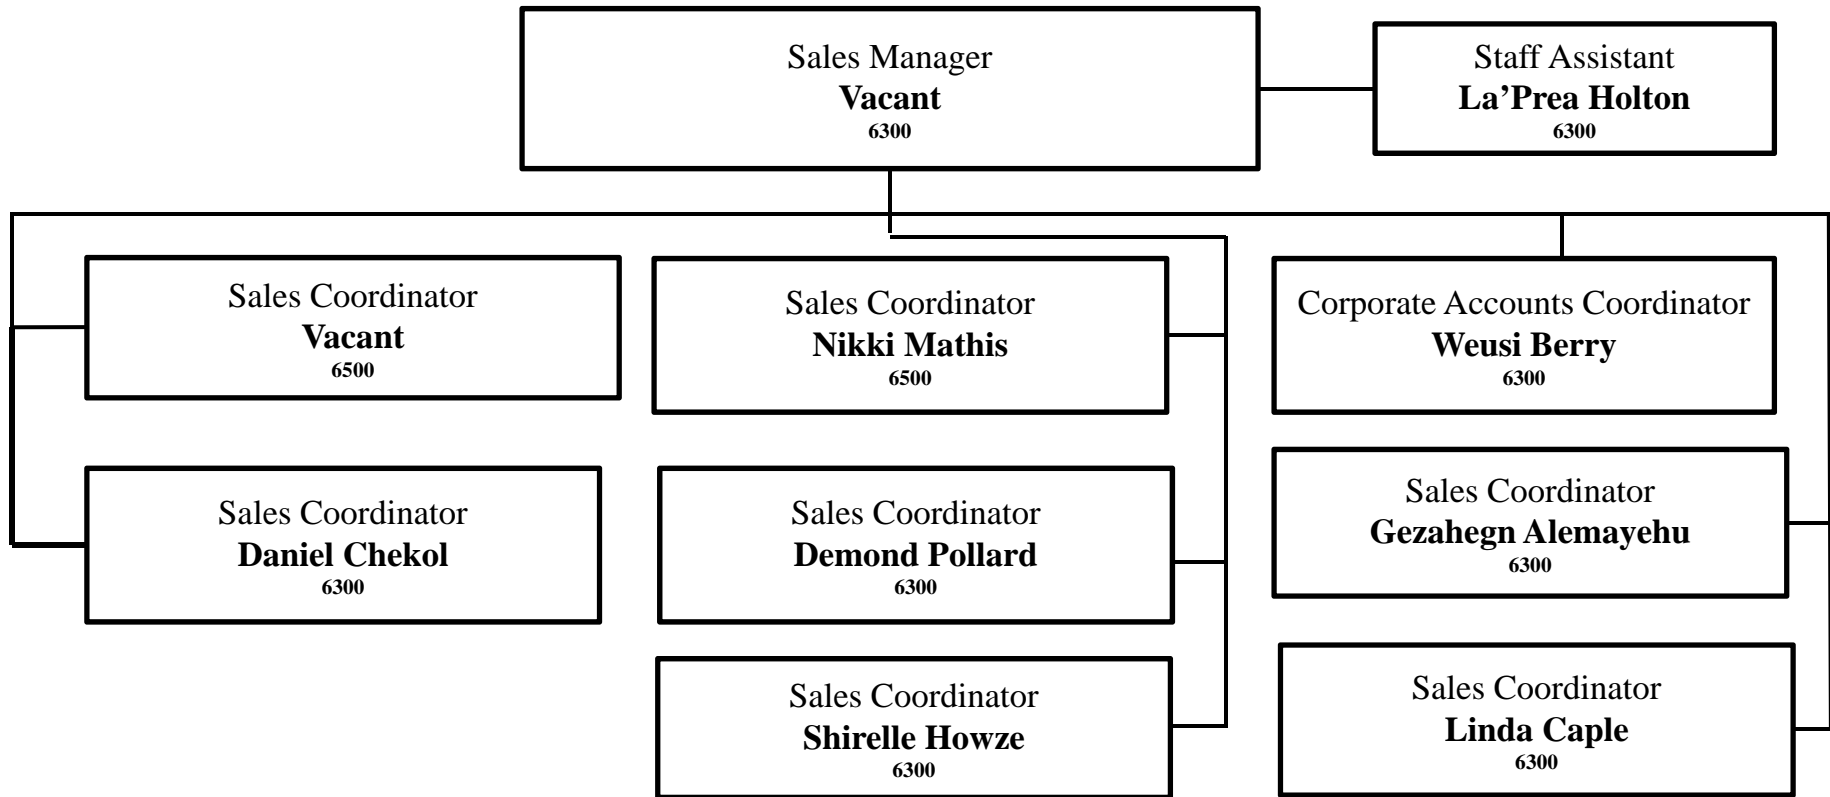 Sales Manager
Vacant
6300
Staff Assistant
La’Prea Holton
6300
Sales Coordinator
Vacant
6500
Sales Coordinator
Nikki Mathis
6500
Corporate Accounts Coordinator
Weusi Berry
6300
Sales Coordinator
Daniel Chekol
6300
Sales Coordinator
Demond Pollard
6300
Sales Coordinator
Gezahegn Alemayehu
6300
Sales Coordinator
Shirelle Howze
6300
Sales Coordinator
Linda Caple
6300